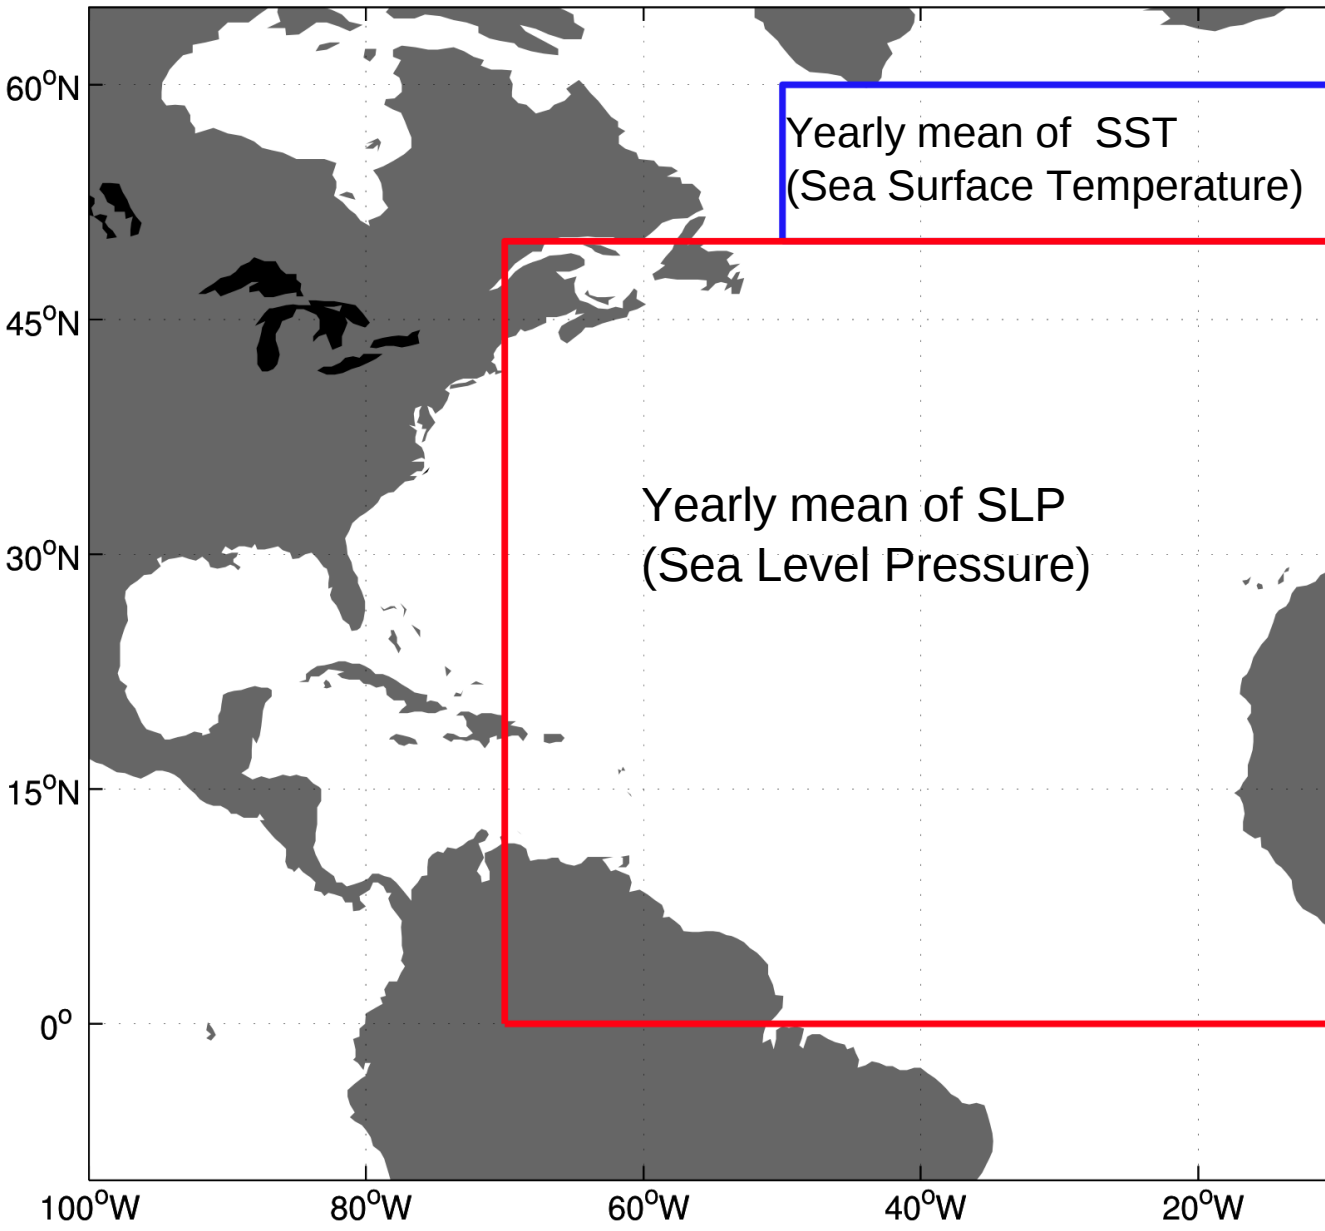 60°N
Yearly mean of  SST
(Sea Surface Temperature)
45°N
Yearly mean of SLP
(Sea Level Pressure)
30°N
15°N
0°
100°W 80°W 60°W 40°W 20°W